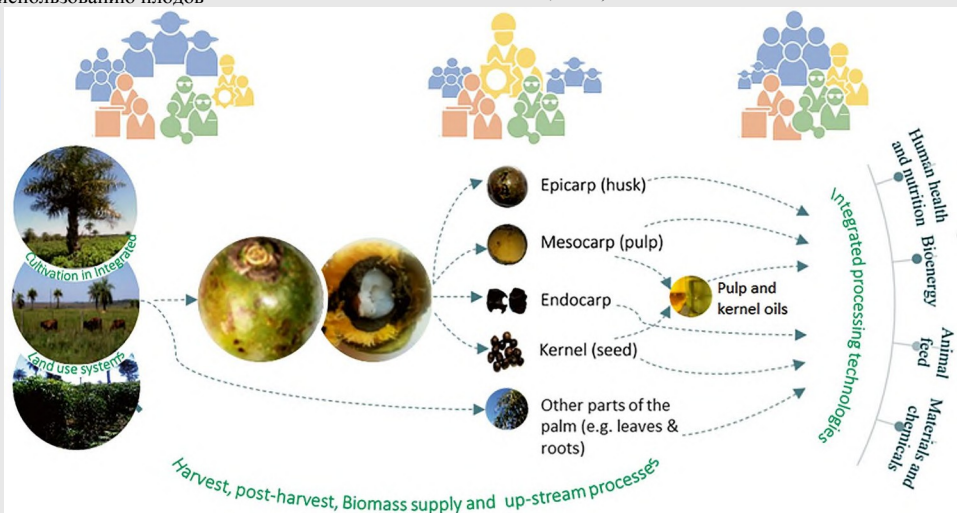 использованию плодов
Cultivation in Integrated
Land use systems
Epicarp (husk)
Mesocarp (pulp)
Endocarp
Kernel (seed)
Other parts of the
palm (e.g. leaves &
roots)
Pulp and
kernel oils
Harvest, post-harvest, Biomass supply and up-stream processes
Integrated processing technologies
Human health
and nutrition
Bioenergy
Animal
feed
Materials and
chemicals